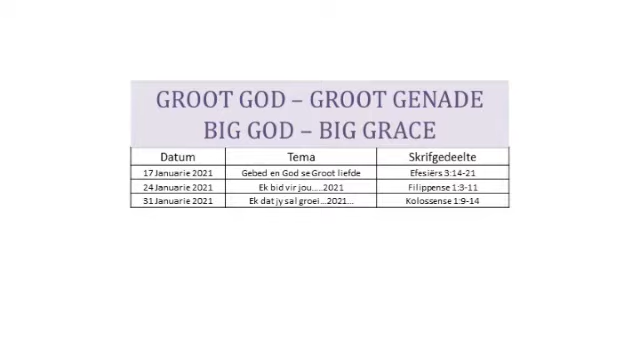 GROOT GOD – GROOT GENADE
BIG GOD – BIG GRACE
Datum Tema Skrifgedeelte
17 Januarie 2021 Gebed en God se Groot liefde Efesiërs 3:14-21
24 Januarie 2021 Ek bid vir jou.....2021 Filippense 1:3-11
31 Januarie 2021 Ek dat jy sal groei...2021... Kolossense 1:9-14